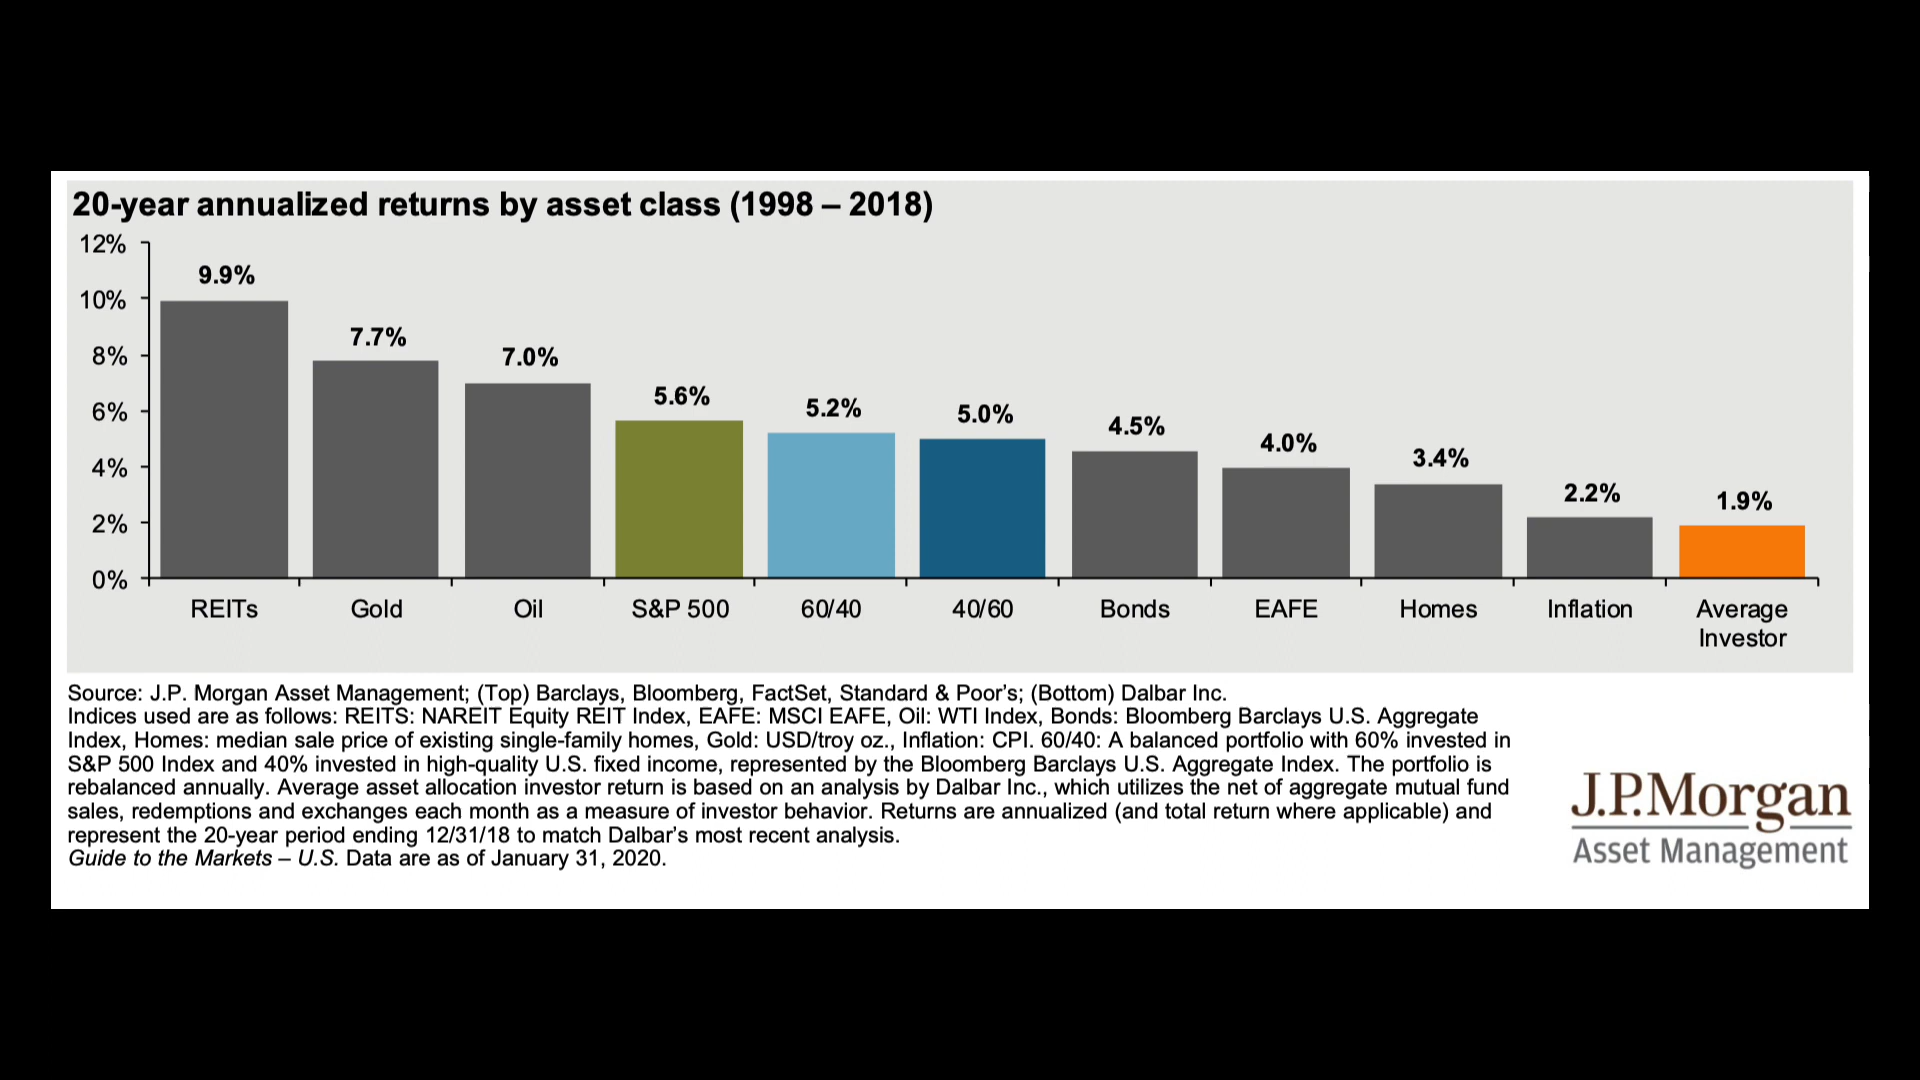 20-year annualized returns by asset class (1998 – 2018)
12%
10%
8%
6%
4%
2%
0%
9.9%
7.7%
7.0%
5.6%
5.2%
5.0%
4.5%
4.0%
3.4%
2.2%
1.9%
REITs
Gold
Oil
S&P 500
60/40
40/60
Bonds
EAFE
Homes
Inflation
Average
Investor
Source: J.P. Morgan Asset Management; (Top) Barclays, Bloomberg, FactSet, Standard & Poor’s; (Bottom) Dalbar Inc.
Indices used are as follows: REITS: NAREIT Equity REIT Index, EAFE: MSCI EAFE, Oil: WTI Index, Bonds: Bloomberg Barclays U.S. Aggregate
Index, Homes: median sale price of existing single-family homes, Gold: USD/troy oz., Inflation: CPI. 60/40: A balanced portfolio with 60% invested in
S&P 500 Index and 40% invested in high-quality U.S. fixed income, represented by the Bloomberg Barclays U.S. Aggregate Index. The portfolio is
rebalanced annually. Average asset allocation investor return is based on an analysis by Dalbar Inc., which utilizes the net of aggregate mutual fund
sales, redemptions and exchanges each month as a measure of investor behavior. Returns are annualized (and total return where applicable) and
represent the 20-year period ending 12/31/18 to match Dalbar’s most recent analysis.
Guide to the Markets – U.S. Data are as of January 31, 2020.
J.P.Morgan
Asset Management